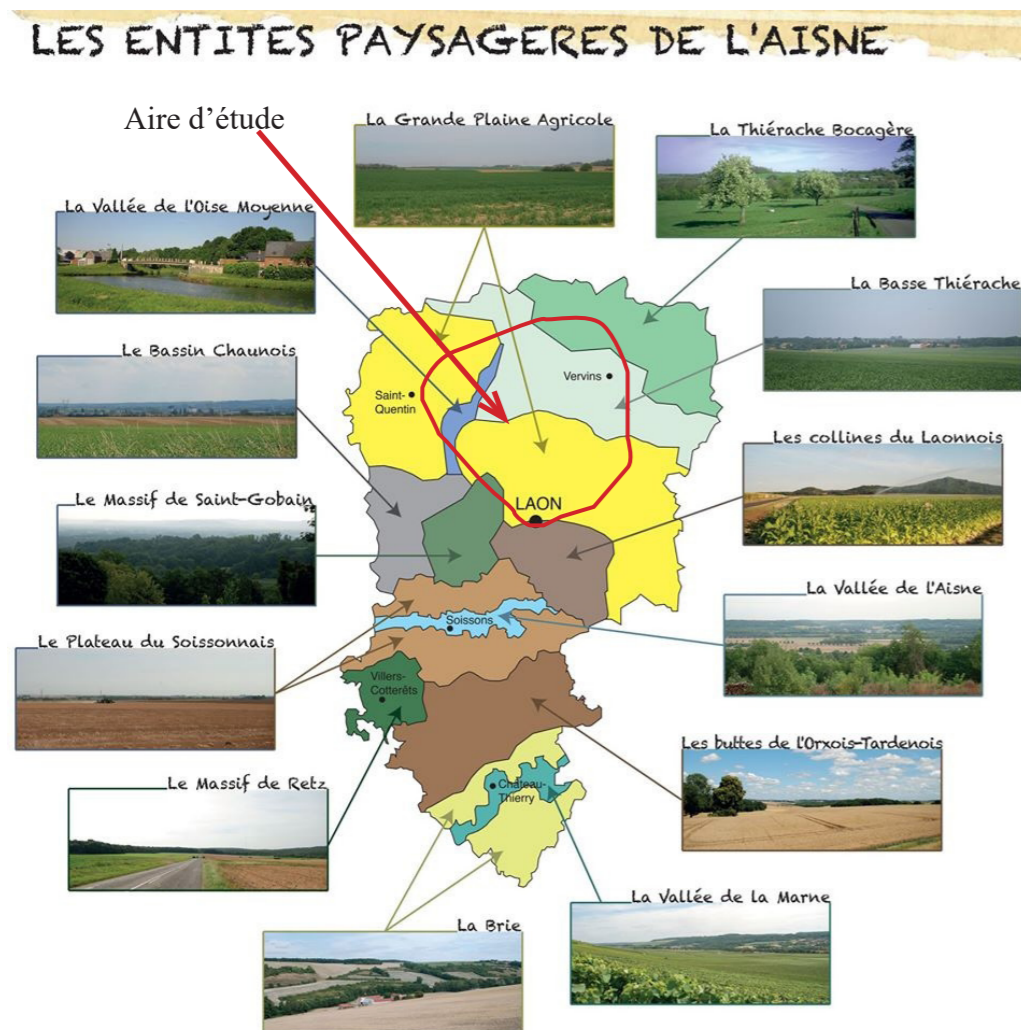 LES ENTITES PAYSAGERES DE L'AISNE
Aire d'étude
La Grande Plaine Agricole
La Thiérache Bocagère
La Vallée de l'Oise Moyenne
La Basse Thiérache
Le Bassin Chaunois
Vervins
Saint-
Quentin
Les collines du Laonnois
Le Massif de Saint-Gobain
LAON
La Vallée de l'Aisne
Soissons
Le Plateau du Soissonnais
Villers-
Cotterêts
Les buttes de l'Orxois-Tardenois
Le Massif de Retz
Château-
Thierry
La Vallée de la Marne
La Brie